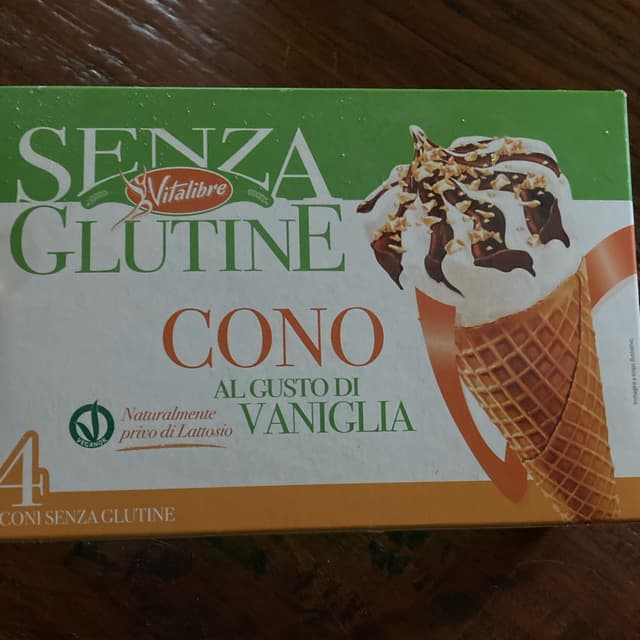 SENZA
Vitalibre
GLUTINE
CONO
AL GUSTO DI
VANIGLIA
Naturalmente
privo di Lattosio
VEGANOK
4
CONI SENZA GLUTINE